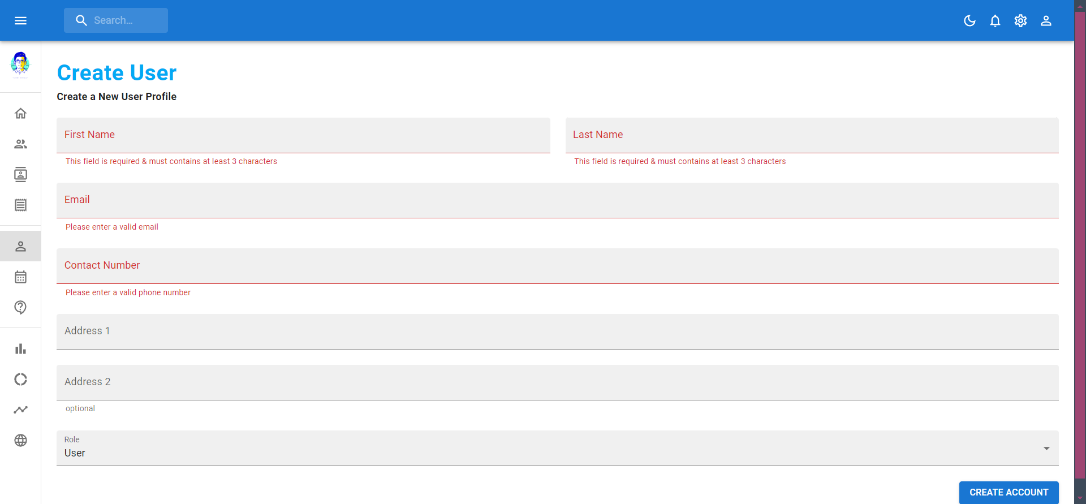 Search…
Create User
Create a New User Profile
First Name
Last Name
This field is required & must contains at least 3 characters
This field is required & must contains at least 3 characters
Email
Please enter a valid email
Contact Number
Please enter a valid phone number
Address 1
Address 2
optional
Role
User
CREATE ACCOUNT